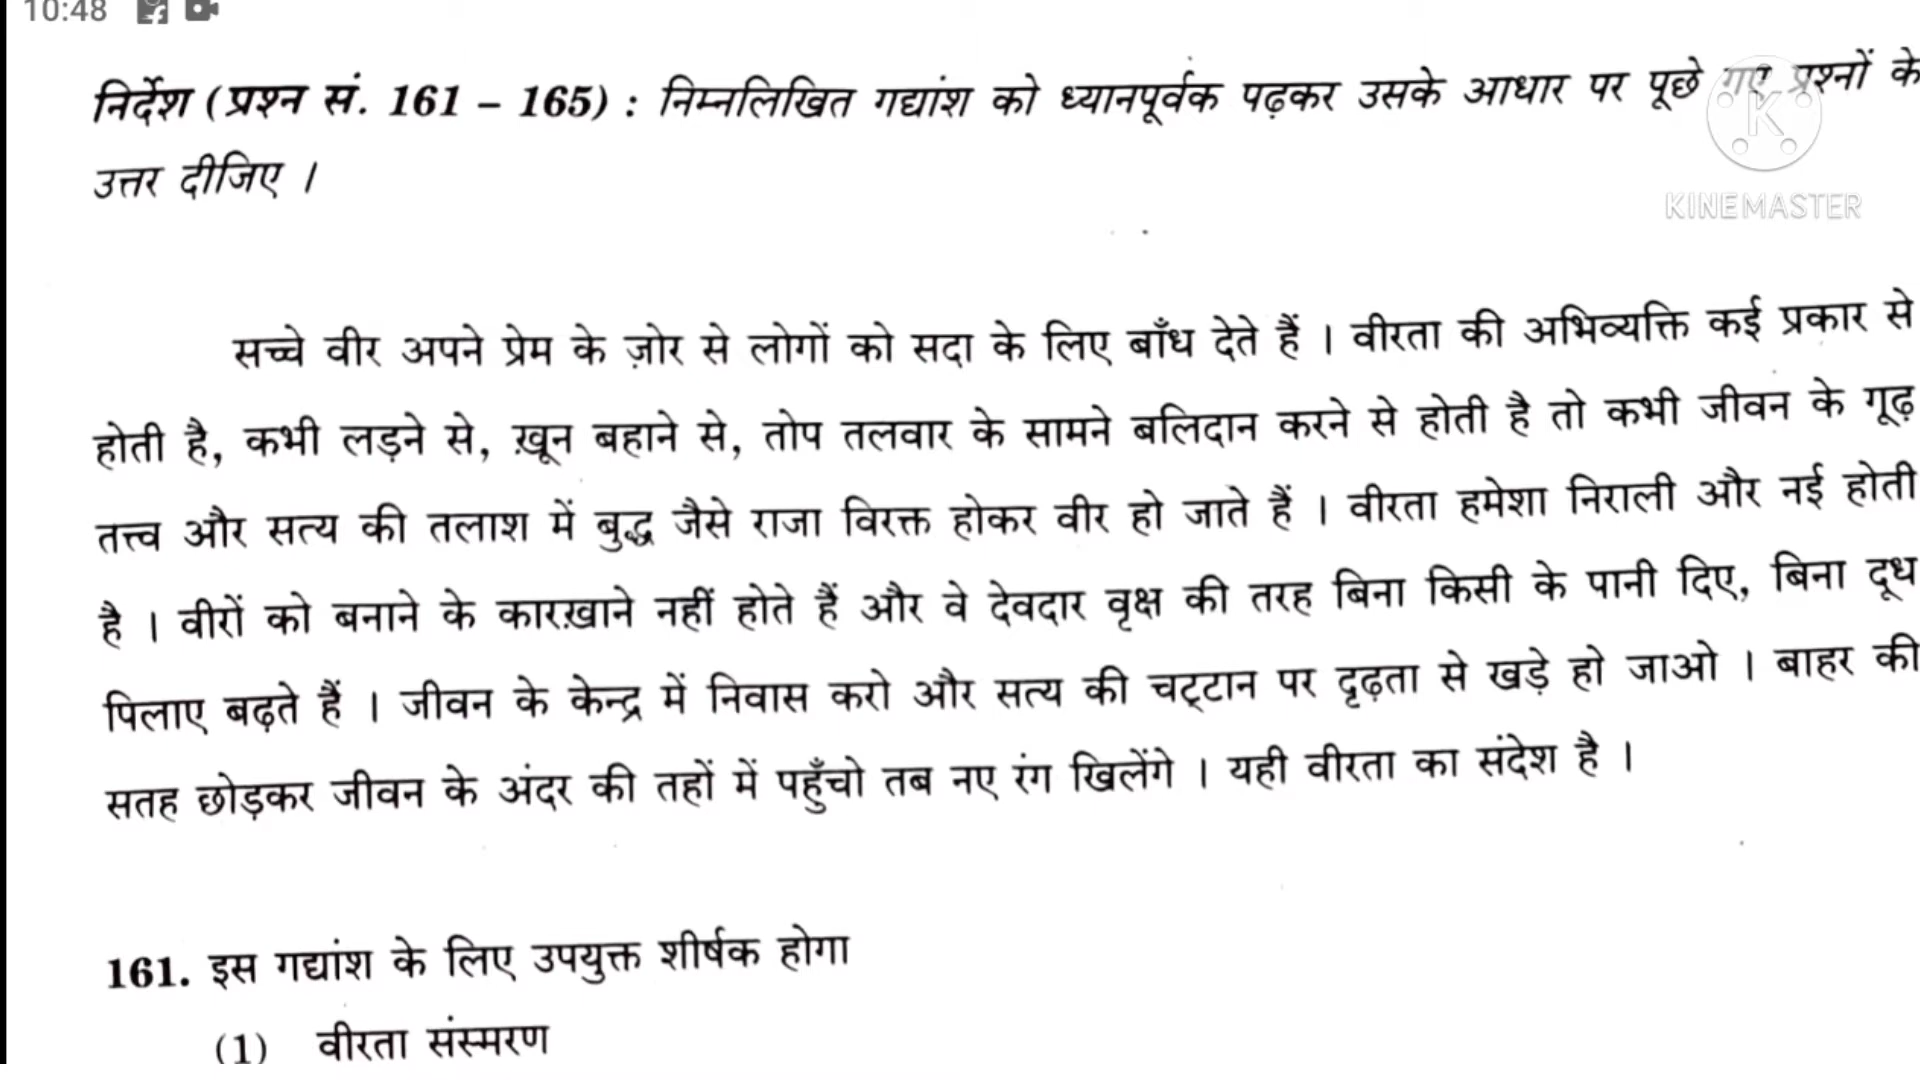 10:48
निर्देश (प्रश्न सं. 161 – 165) : निम्नलिखित गद्यांश को ध्यानपूर्वक पढ़कर उसके आधार पर पूछे गए प्रश्नों के
उत्तर दीजिए ।
KINEMASTER
सच्चे वीर अपने प्रेम के ज़ोर से लोगों को सदा के लिए बाँध देते हैं । वीरता की अभिव्यक्ति कई प्रकार से
होती है, कभी लड़ने से, ख़ून बहाने से, तोप तलवार के सामने बलिदान करने से होती है तो कभी जीवन के गूढ़
तत्त्व और सत्य की तलाश में बुद्ध जैसे राजा विरक्त होकर वीर हो जाते हैं । वीरता हमेशा निराली और नई होती
है । वीरों को बनाने के कारख़ाने नहीं होते हैं और वे देवदार वृक्ष की तरह बिना किसी के पानी दिए, बिना दूध
पिलाए बढ़ते हैं । जीवन के केन्द्र में निवास करो और सत्य की चट्टान पर दृढ़ता से खड़े हो जाओ । बाहर की
सतह छोड़कर जीवन के अंदर की तहों में पहुँचो तब नए रंग खिलेंगे । यही वीरता का संदेश है ।
161. इस गद्यांश के लिए उपयुक्त शीर्षक होगा
(1) वीरता संस्मरण